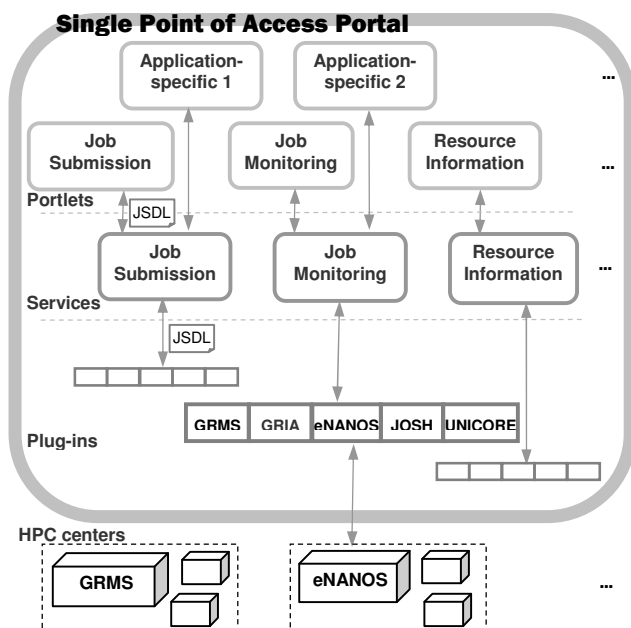 Single Point of Access Portal
Application-
specific 1
Application-
specific 2
...
Job
Submission
Job
Monitoring
Resource
Information
...
Portlets
JSDL
Job
Submission
Job
Monitoring
Resource
Information
...
Services
JSDL
GRMS GRIA eNANOS JOSH UNICORE
Plug-ins
HPC centers
GRMS
eNANOS
...